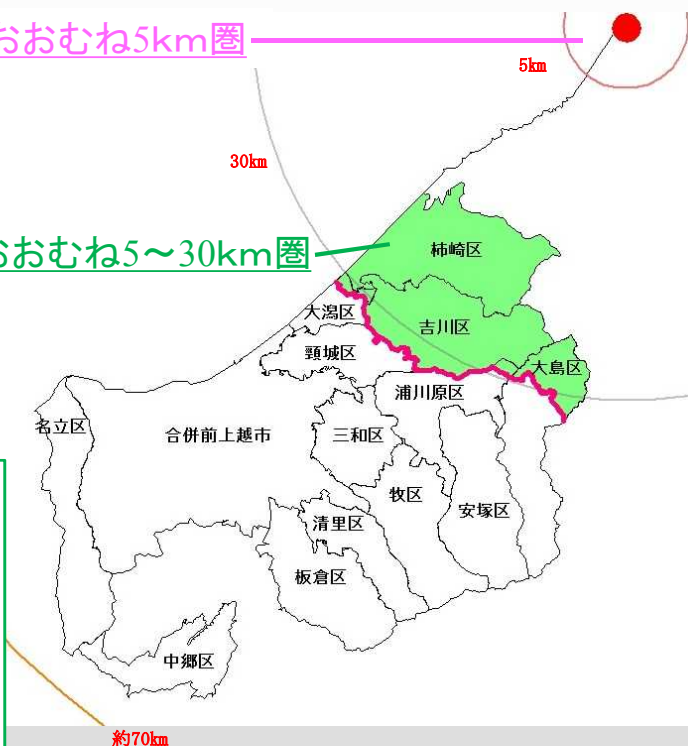 おおむね5km圏
5㎞
30㎞
おおむね5～30km圏
柿崎区
大潟区
吉川区
頸城区
大島区
浦川原区
名立区
合併前上越市
三和区
牧区
安塚区
清里区
板倉区
中郷区
約70㎞